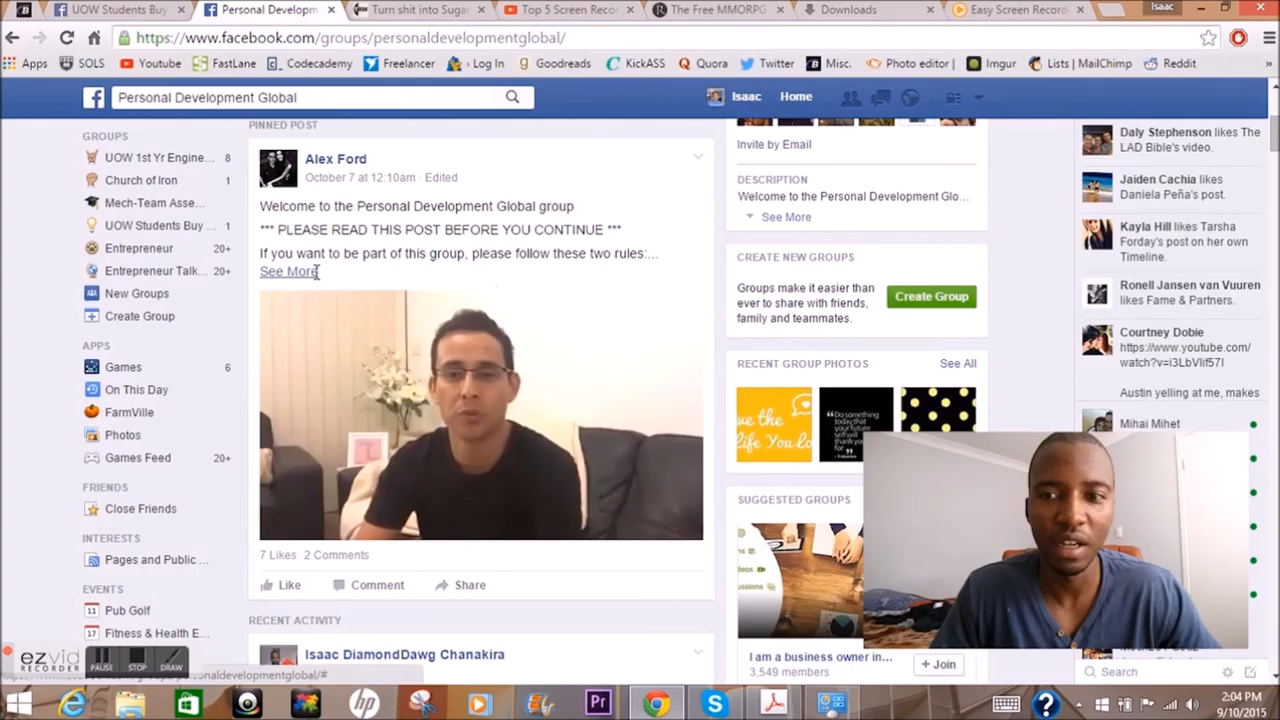 UOW Students Buy
Personal Developm
Turn shit into Sugar
Top 5 Screen Recor
The Free MMORPG
Downloads
Easy Screen Record
Isaac
https://www.facebook.com/groups/personaldevelopmentglobal/
Apps
SOLS
Youtube
FastLane
Codecademy
Freelancer
Log In
Goodreads
KickASS
Quora
Twitter
Misc.
Photo editor |
Imgur
Lists | MailChimp
Reddit
Personal Development Global
Isaac
Home
GROUPS
UOW 1st Yr Engine... 8
Church of Iron 1
Mech-Team Asse...
UOW Students Buy ... 1
Entrepreneur 20+
Entrepreneur Talk... 20+
New Groups
Create Group
APPS
Games 6
On This Day
FarmVille
Photos
Games Feed 20+
FRIENDS
Close Friends
INTERESTS
Pages and Public ...
EVENTS
11 Pub Golf
17 Fitness & Health E...
PINNED POST
Alex Ford
October 7 at 12:10am · Edited
Welcome to the Personal Development Global group
*** PLEASE READ THIS POST BEFORE YOU CONTINUE ***
If you want to be part of this group, please follow these two rules:...
See More
7 Likes 2 Comments
Like Comment Share
RECENT ACTIVITY
Isaac DiamondDawg Chanakira
Invite by Email
DESCRIPTION
Welcome to the Personal Development Glo...
See More
CREATE NEW GROUPS
Groups make it easier than
ever to share with friends,
family and teammates.
Create Group
RECENT GROUP PHOTOS
See All
SUGGESTED GROUPS
I am a business owner in...
3,549 members
+ Join
Daly Stephenson likes The
LAD Bible's video.
Jaiden Cachia likes
Daniela Peña's post.
Kayla Hill likes Tarsha
Forday's post on her own
Timeline.
Ronell Jansen van Vuuren
likes Fame & Partners.
Courtney Dobie
https://www.youtube.com/
watch?v=i3LbVlif57I
Austin yelling at me, makes
Mihai Mihet
Search
ezvid
RECORDER
PAUSE
STOP
DRAW
hp
Pr
2:04 PM
9/10/2015